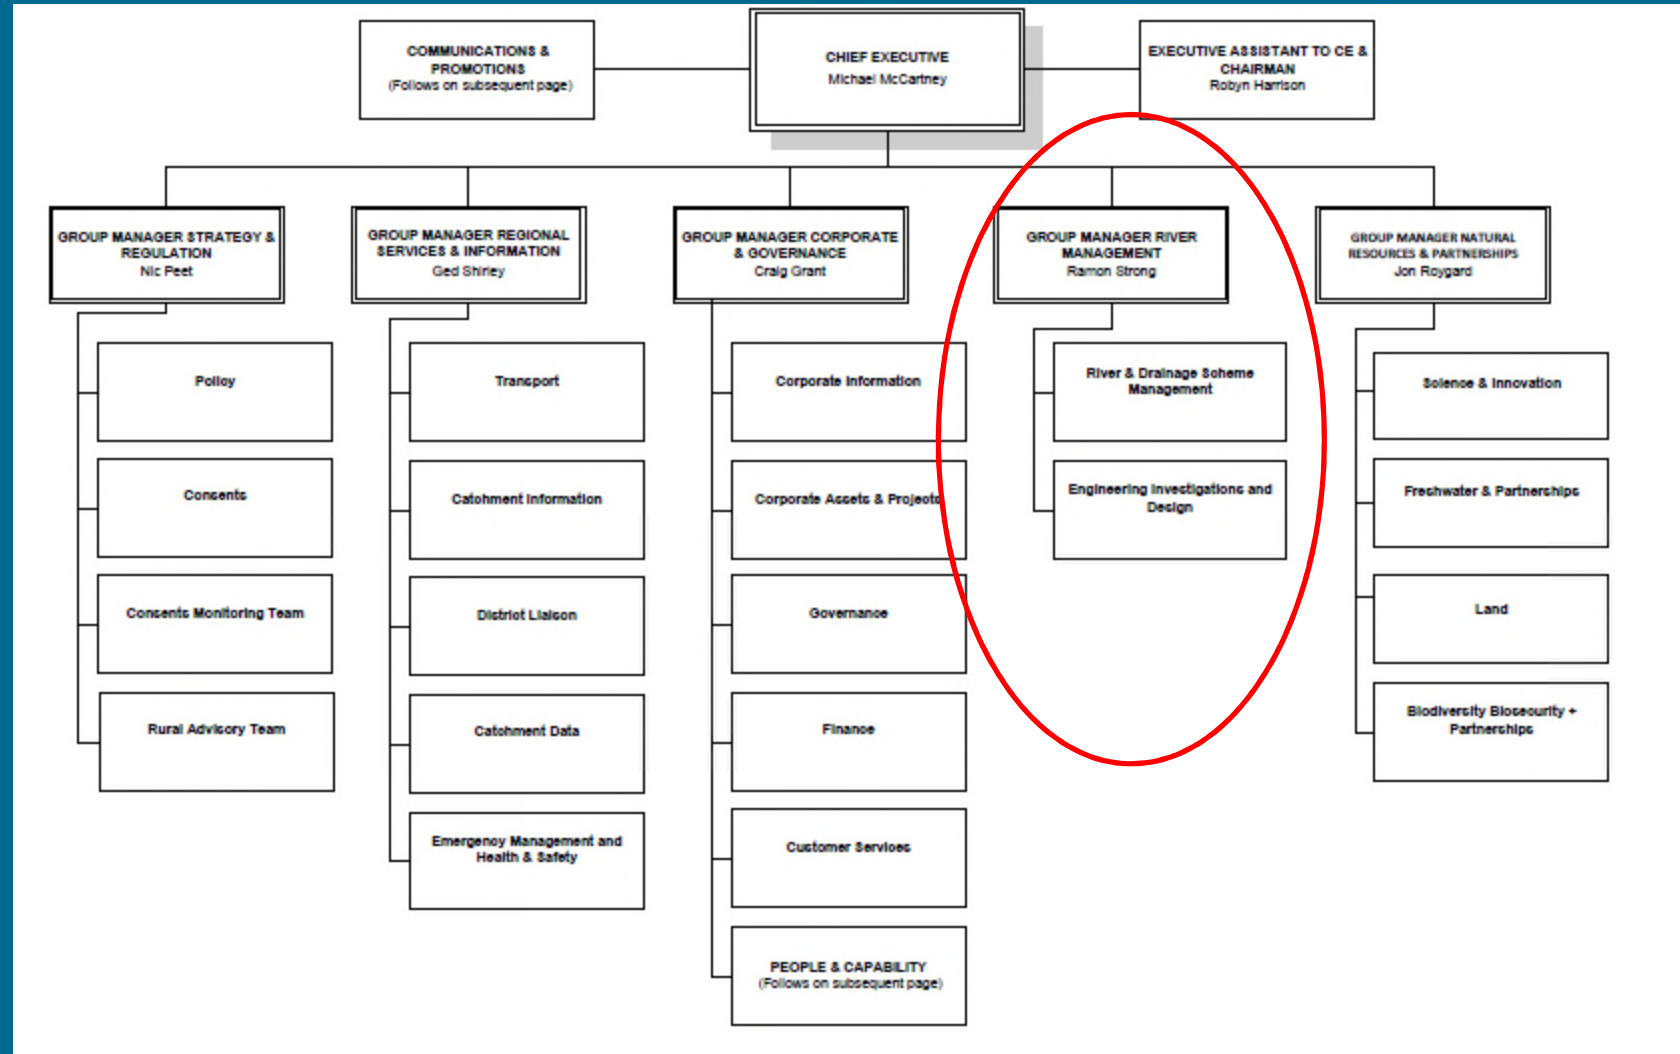 COMMUNICATIONS &
PROMOTIONS
(Follows on subsequent page)
CHIEF EXECUTIVE
Michael McCartney
EXECUTIVE ASSISTANT TO CE &
CHAIRMAN
Robyn Harrison
GROUP MANAGER STRATEGY &
REGULATION
Nic Peet
GROUP MANAGER REGIONAL
SERVICES & INFORMATION
Ged Shirley
GROUP MANAGER CORPORATE
& GOVERNANCE
Craig Grant
GROUP MANAGER RIVER
MANAGEMENT
Ramon Strong
GROUP MANAGER NATURAL
RESOURCES & PARTNERSHIPS
Jon Roygard
Policy
Consents
Consents Monitoring Team
Rural Advisory Team
Transport
Catchment Information
District Liaison
Catchment Data
Emergency Management and
Health & Safety
Corporate Information
Corporate Assets & Projects
Governance
Finance
Customer Services
PEOPLE & CAPABILITY
(Follows on subsequent page)
River & Drainage Scheme
Management
Engineering Investigations and
Design
Science & Innovation
Freshwater & Partnerships
Land
Biodiversity Biosecurity +
Partnerships